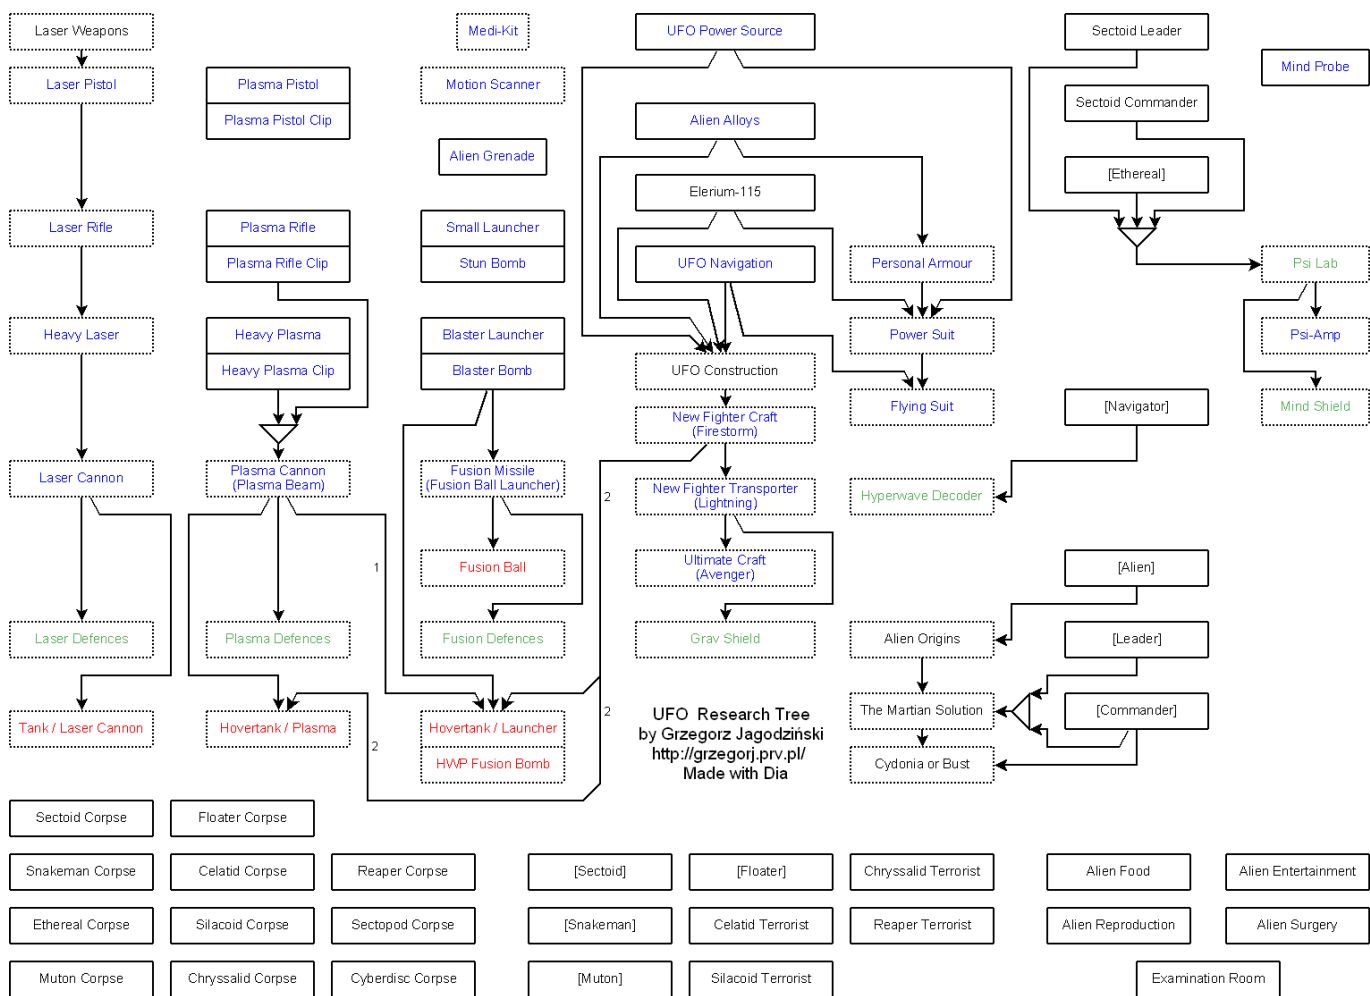 Laser Weapons
Medi-Kit
UFO Power Source
Sectoid Leader
Laser Pistol
Plasma Pistol
Plasma Pistol Clip
Motion Scanner
Mind Probe
Alien Alloys
Sectoid Commander
Alien Grenade
Elerium-115
[Ethereal]
Laser Rifle
Plasma Rifle
Plasma Rifle Clip
Small Launcher
Stun Bomb
UFO Navigation
Personal Armour
Psi Lab
Heavy Laser
Heavy Plasma
Heavy Plasma Clip
Blaster Launcher
Blaster Bomb
UFO Construction
Power Suit
Psi-Amp
New Fighter Craft
(Firestorm)
Flying Suit
[Navigator]
Mind Shield
Laser Cannon
Plasma Cannon
(Plasma Beam)
Fusion Missile
(Fusion Ball Launcher)
2
New Fighter Transporter
(Lightning)
Hyperwave Decoder
1
Fusion Ball
Ultimate Craft
(Avenger)
[Alien]
Laser Defences
Plasma Defences
Fusion Defences
Grav Shield
Alien Origins
[Leader]
Tank / Laser Cannon
Hovertank / Plasma
2
Hovertank / Launcher
HWP Fusion Bomb
2
The Martian Solution
[Commander]
Cydonia or Bust
UFO Research Tree
by Grzegorz Jagodziński
http://grzegorj.prv.pl/
Made with Dia
Sectoid Corpse
Floater Corpse
Snakeman Corpse
Celatid Corpse
Reaper Corpse
[Sectoid]
[Floater]
Chryssalid Terrorist
Alien Food
Alien Entertainment
Ethereal Corpse
Silacoid Corpse
Sectopod Corpse
[Snakeman]
Celatid Terrorist
Reaper Terrorist
Alien Reproduction
Alien Surgery
Muton Corpse
Chryssalid Corpse
Cyberdisc Corpse
[Muton]
Silacoid Terrorist
Examination Room